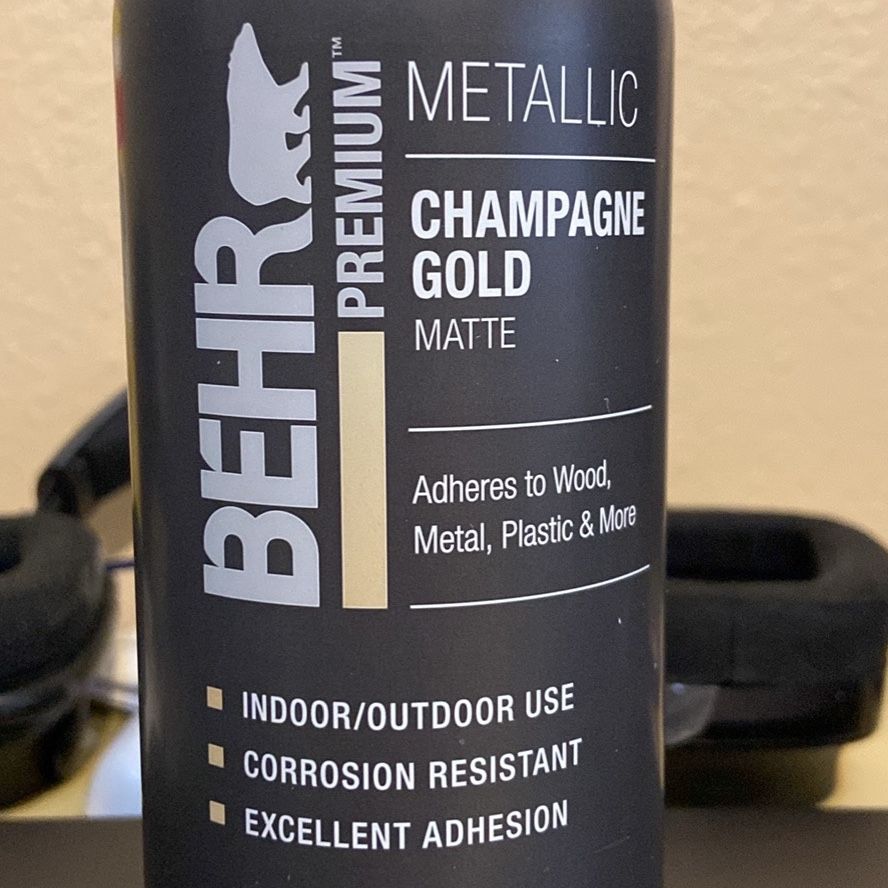 BEHR
PREMIUM™
METALLIC
CHAMPAGNE
GOLD
MATTE
Adheres to Wood,
Metal, Plastic & More
INDOOR/OUTDOOR USE
CORROSION RESISTANT
EXCELLENT ADHESION